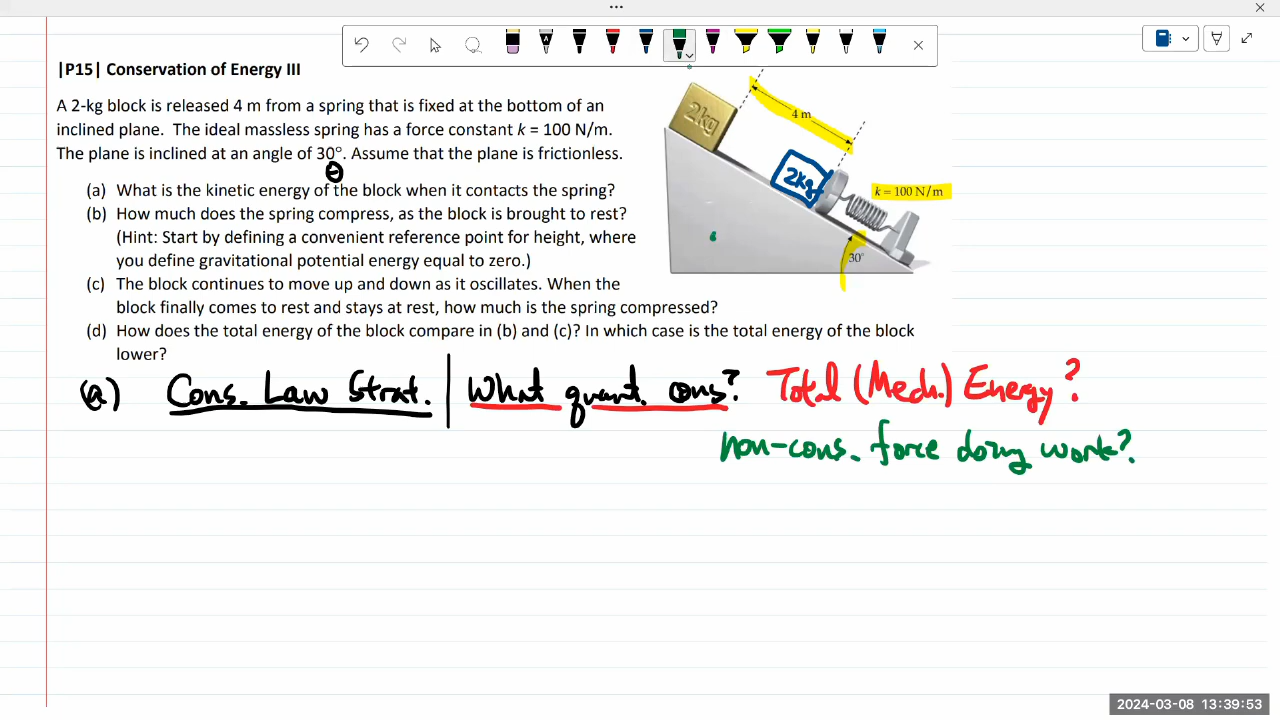 |P15| Conservation of Energy III
A 2-kg block is released 4 m from a spring that is fixed at the bottom of an
inclined plane. The ideal massless spring has a force constant k = 100 N/m.
The plane is inclined at an angle of 30°. Assume that the plane is frictionless.
θ
(a) What is the kinetic energy of the block when it contacts the spring?
(b) How much does the spring compress, as the block is brought to rest?
(Hint: Start by defining a convenient reference point for height, where
you define gravitational potential energy equal to zero.)
(c) The block continues to move up and down as it oscillates. When the
block finally comes to rest and stays at rest, how much is the spring compressed?
(d) How does the total energy of the block compare in (b) and (c)? In which case is the total energy of the block
lower?
2kg
4 m
2kg
k = 100 N/m
30°
(a) Cons. Law Strat. | What quant. cons? Total (Mech.) Energy?
non-cons. force doing work?
2024-03-08 13:39:53